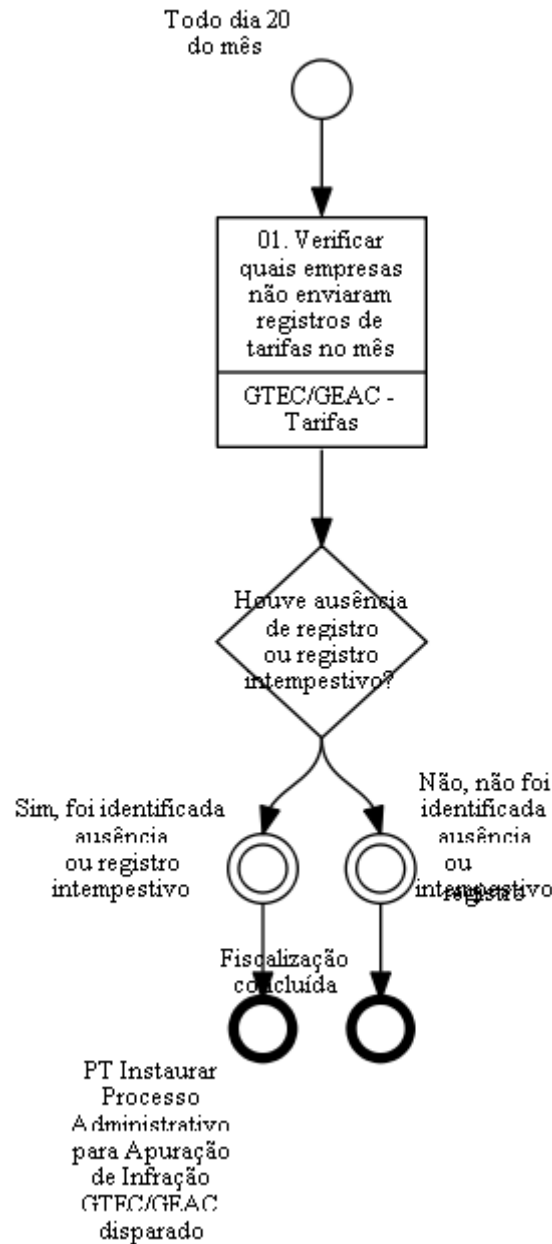 Todo dia 20
do mês
01. Verificar
quais empresas
não enviaram
registros de
tarifas no mês
GTEC/GEAC -
Tarifas
Houve ausência
de registro
ou registro
intempestivo?
Sim, foi identificada
ausência
ou registro
intempestivo
Não, não foi
identificada
ausência
ou
registro
intempestivo
Fiscalização
concluída
PT Instaurar
Processo
Administrativo
para Apuração
de Infração
GTEC/GEAC
disparado